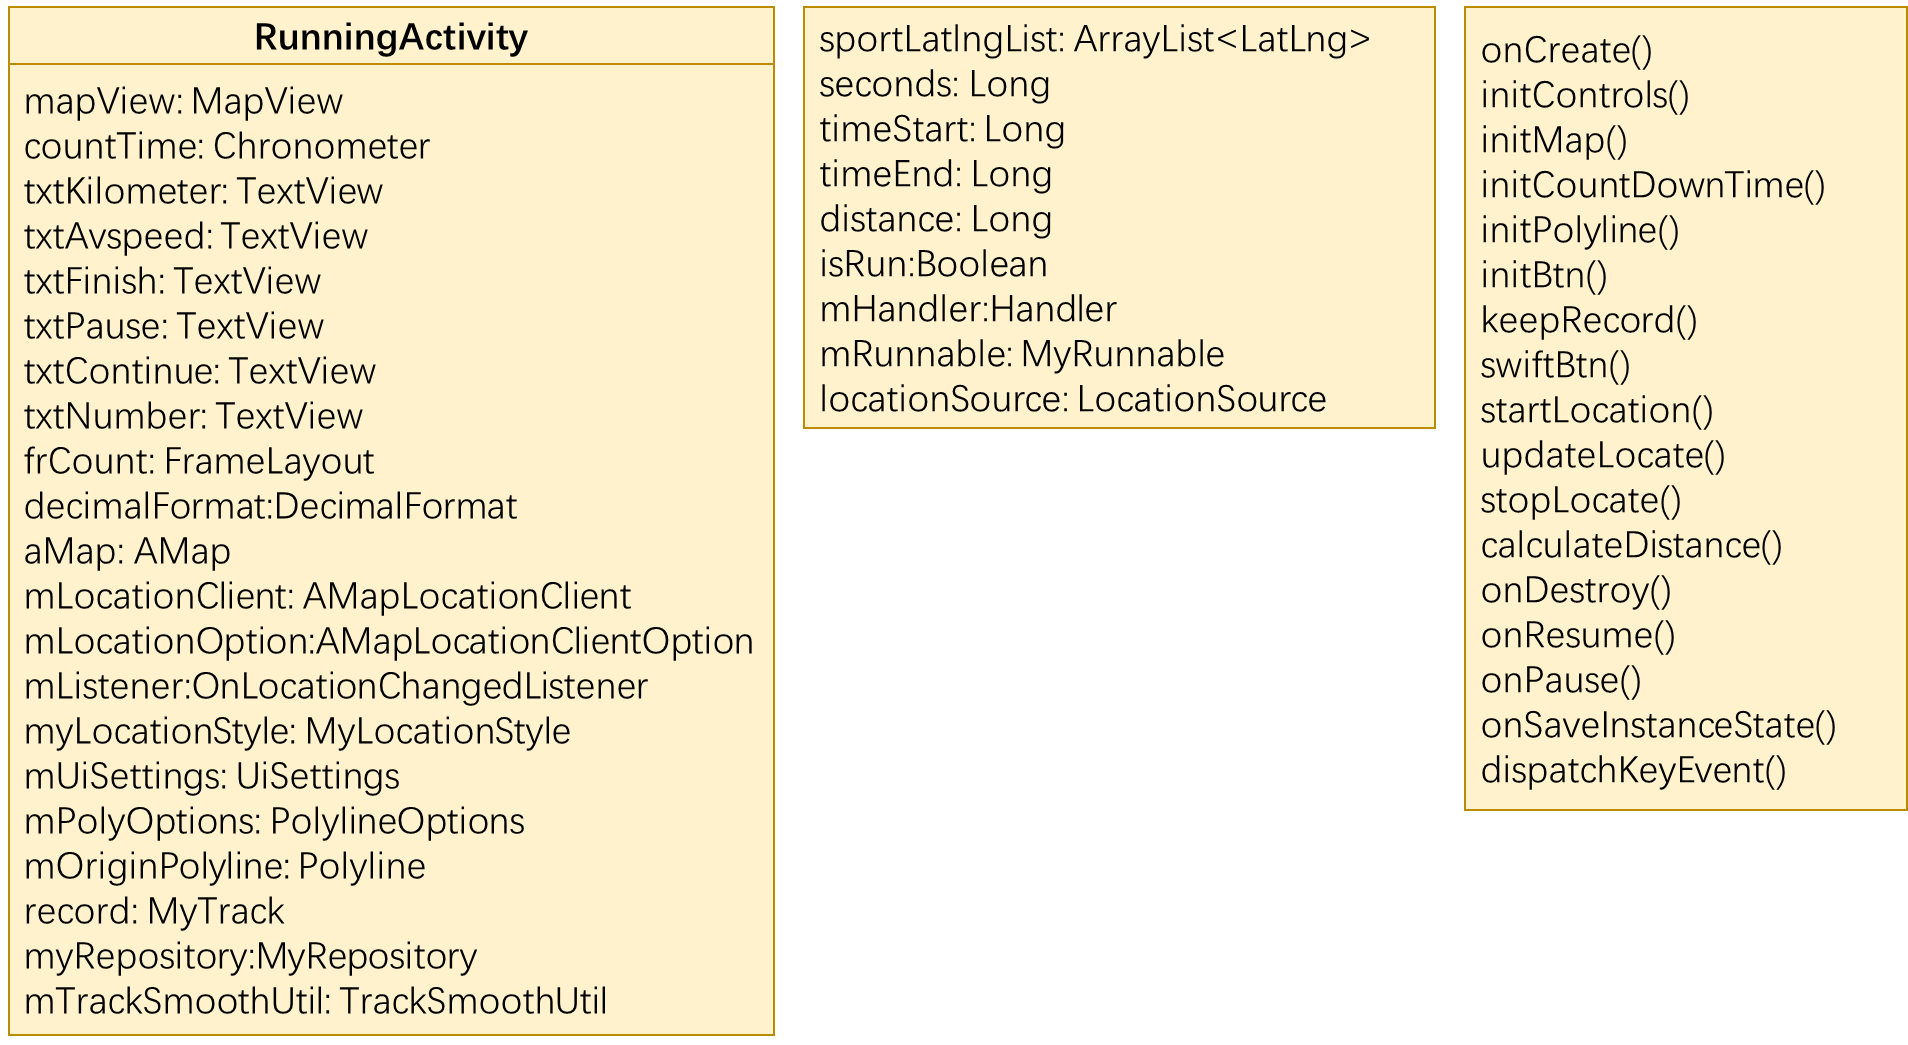 RunningActivity
mapView: MapView
countTime: Chronometer
txtKilometer: TextView
txtAvspeed: TextView
txtFinish: TextView
txtPause: TextView
txtContinue: TextView
txtNumber: TextView
frCount: FrameLayout
decimalFormat:DecimalFormat
aMap: AMap
mLocationClient: AMapLocationClient
mLocationOption:AMapLocationClientOption
mListener:OnLocationChangedListener
myLocationStyle: MyLocationStyle
mUiSettings: UiSettings
mPolyOptions: PolylineOptions
mOriginPolyline: Polyline
record: MyTrack
myRepository:MyRepository
mTrackSmoothUtil: TrackSmoothUtil
sportLatlngList: ArrayList<LatLng>
seconds: Long
timeStart: Long
timeEnd: Long
distance: Long
isRun:Boolean
mHandler:Handler
mRunnable: MyRunnable
locationSource: LocationSource
onCreate()
initControls()
initMap()
initCountDownTime()
initPolyline()
initBtn()
keepRecord()
swiftBtn()
startLocation()
updateLocate()
stopLocate()
calculateDistance()
onDestroy()
onResume()
onPause()
onSaveInstanceState()
dispatchKeyEvent()